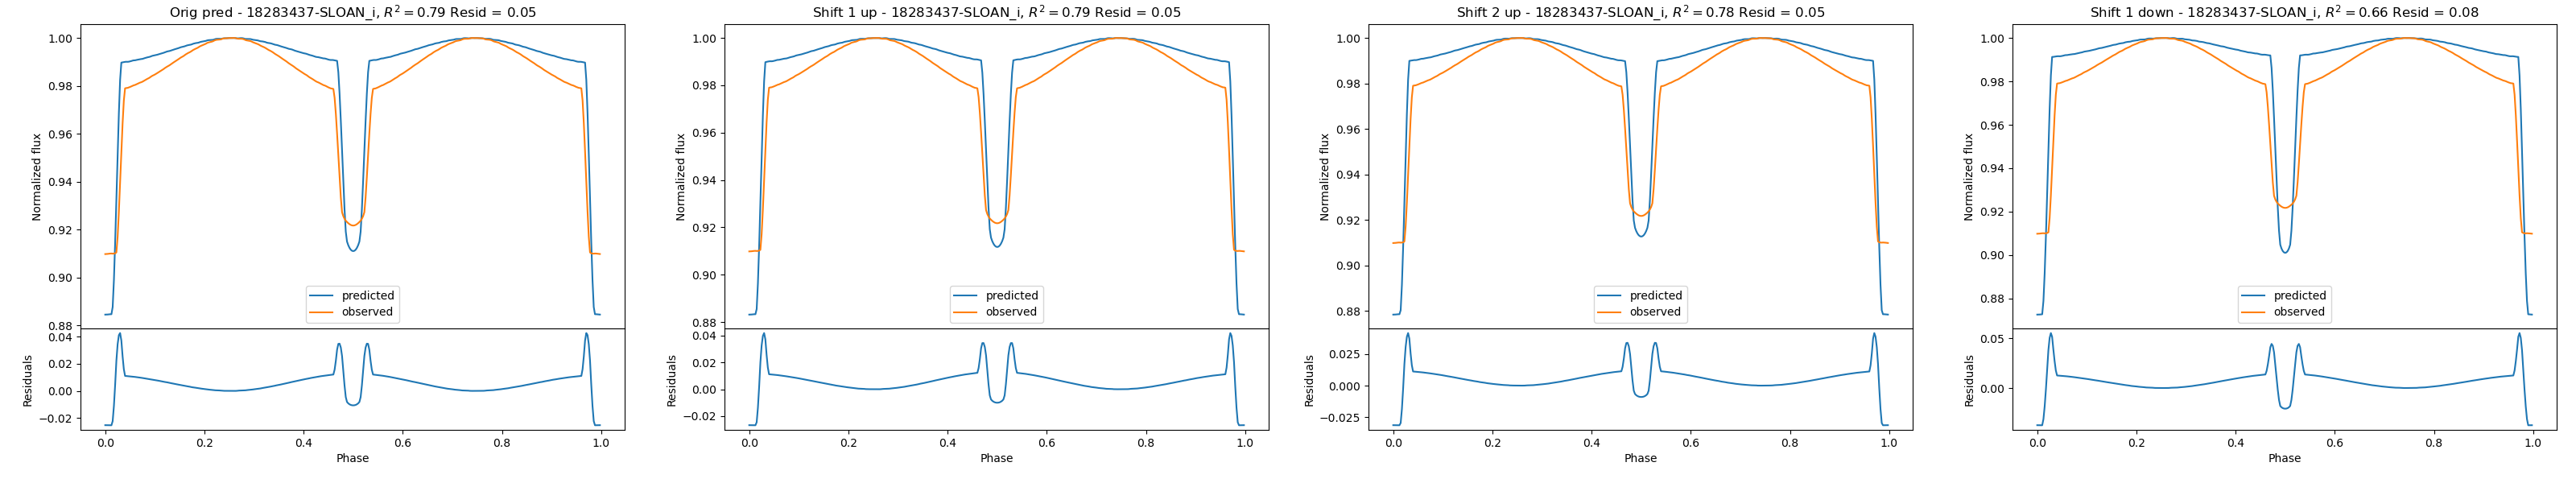 Orig pred - 18283437-SLOAN_i, R² = 0.79 Resid = 0.05
1.00
0.98
0.96
0.94
0.92
0.90
0.88
Normalized flux
predicted
observed
0.04
0.02
0.00
−0.02
Residuals
0.0 0.2 0.4 0.6 0.8 1.0
Phase
Shift 1 up - 18283437-SLOAN_i, R² = 0.79 Resid = 0.05
1.00
0.98
0.96
0.94
0.92
0.90
0.88
Normalized flux
predicted
observed
0.04
0.02
0.00
−0.02
Residuals
0.0 0.2 0.4 0.6 0.8 1.0
Phase
Shift 2 up - 18283437-SLOAN_i, R² = 0.78 Resid = 0.05
1.00
0.98
0.96
0.94
0.92
0.90
0.88
Normalized flux
predicted
observed
0.025
0.000
−0.025
Residuals
0.0 0.2 0.4 0.6 0.8 1.0
Phase
Shift 1 down - 18283437-SLOAN_i, R² = 0.66 Resid = 0.08
1.00
0.98
0.96
0.94
0.92
0.90
0.88
Normalized flux
predicted
observed
0.05
0.00
Residuals
0.0 0.2 0.4 0.6 0.8 1.0
Phase